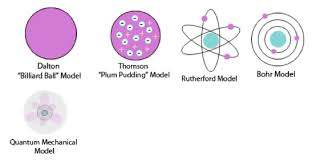 Dalton
"Billiard Ball" Model
Thomson
"Plum Pudding" Model
Rutherford Model
Bohr Model
Quantum Mechanical
Model